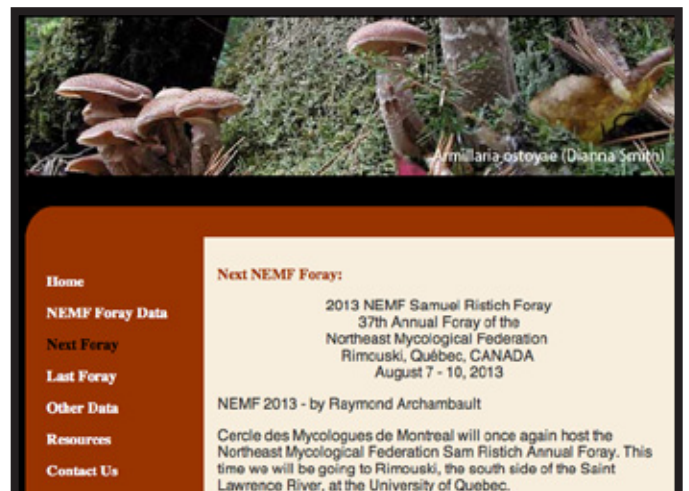 Armillaria ostoyae (Dianna Smith)
Home
NEMF Foray Data
Next Foray
Last Foray
Other Data
Resources
Contact Us
Next NEMF Foray:
2013 NEMF Samuel Ristich Foray
37th Annual Foray of the
Northeast Mycological Federation
Rimouski, Québec, CANADA
August 7 - 10, 2013
NEMF 2013 - by Raymond Archambault
Cercle des Mycologues de Montreal will once again host the
Northeast Mycological Federation Sam Ristich Annual Foray. This
time we will be going to Rimouski, the south side of the Saint
Lawrence River, at the University of Quebec.